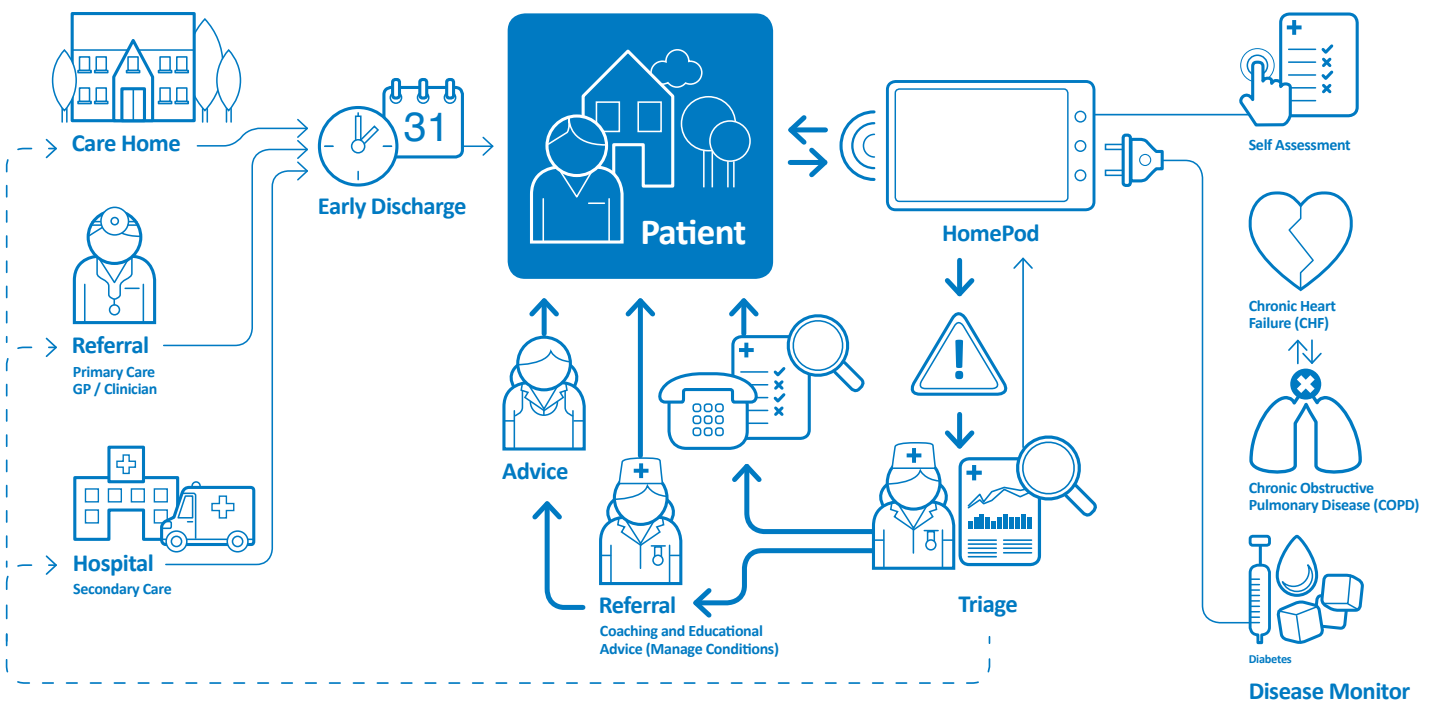 Care Home
31
Early Discharge
Referral
Primary Care
GP / Clinician
Hospital
Secondary Care
Patient
HomePod
Self Assessment
Chronic Heart
Failure (CHF)
Chronic Obstructive
Pulmonary Disease (COPD)
Diabetes
Disease Monitor
Advice
Referral
Coaching and Educational
Advice (Manage Conditions)
Triage